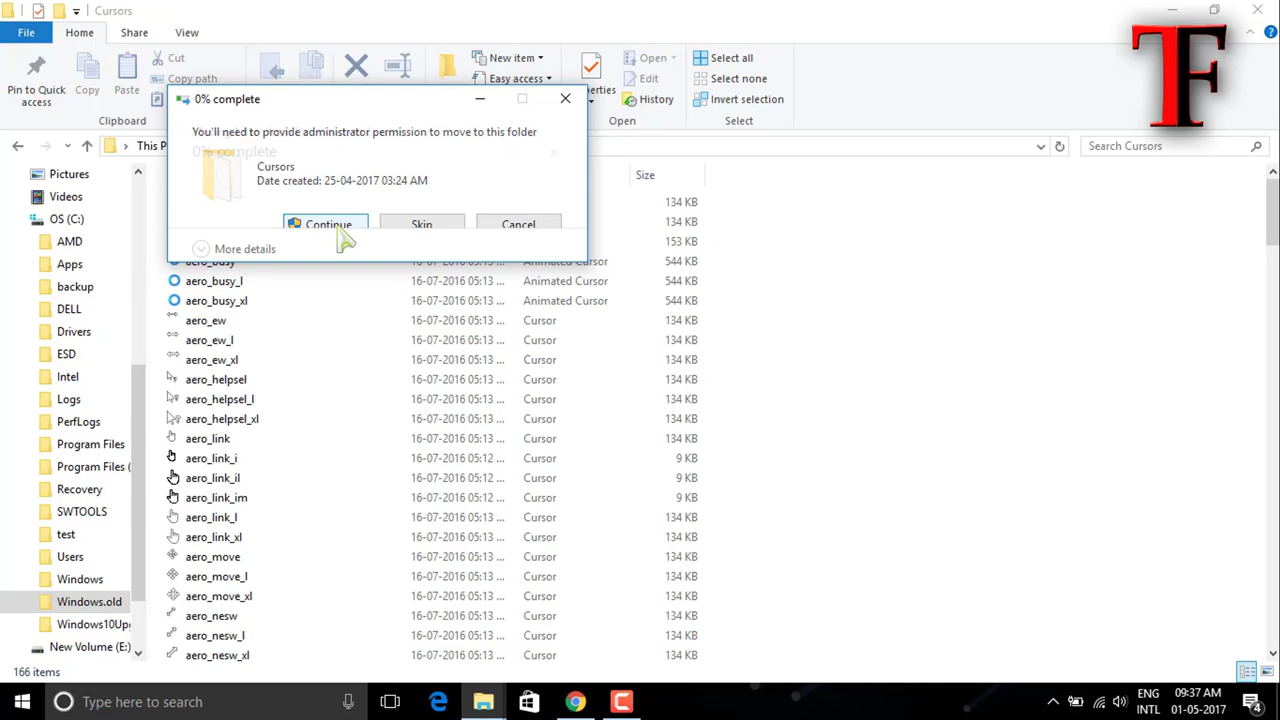 Cursors
File
Home
Share
View
Pin to Quick
access
Copy
Paste
Cut
Copy path
New item
Easy access
Open
Edit
History
Select all
Select none
Invert selection
Clipboard
Open
Select
TF
0% complete
You'll need to provide administrator permission to move to this folder
0% complete
Cursors
Date created: 25-04-2017 03:24 AM
Continue
Skip
Cancel
More details
This P
Search Cursors
Size
Pictures
Videos
OS (C:)
AMD
Apps
backup
DELL
Drivers
ESD
Intel
Logs
PerfLogs
Program Files
Program Files (
Recovery
SWTOOLS
test
Users
Windows
Windows.old
Windows10Upg
New Volume (E:)
134 KB
134 KB
153 KB
aero_busy Animated Cursor 544 KB
aero_busy_l 16-07-2016 05:13 ... Animated Cursor 544 KB
aero_busy_xl 16-07-2016 05:13 ... Animated Cursor 544 KB
aero_ew 16-07-2016 05:13 ... Cursor 134 KB
aero_ew_l 16-07-2016 05:13 ... Cursor 134 KB
aero_ew_xl 16-07-2016 05:13 ... Cursor 134 KB
aero_helpsel 16-07-2016 05:13 ... Cursor 134 KB
aero_helpsel_l 16-07-2016 05:13 ... Cursor 134 KB
aero_helpsel_xl 16-07-2016 05:13 ... Cursor 134 KB
aero_link 16-07-2016 05:13 ... Cursor 134 KB
aero_link_i 16-07-2016 05:12 ... Cursor 9 KB
aero_link_il 16-07-2016 05:12 ... Cursor 9 KB
aero_link_im 16-07-2016 05:12 ... Cursor 9 KB
aero_link_l 16-07-2016 05:13 ... Cursor 134 KB
aero_link_xl 16-07-2016 05:13 ... Cursor 134 KB
aero_move 16-07-2016 05:13 ... Cursor 134 KB
aero_move_l 16-07-2016 05:13 ... Cursor 134 KB
aero_move_xl 16-07-2016 05:13 ... Cursor 134 KB
aero_nesw 16-07-2016 05:13 ... Cursor 134 KB
aero_nesw_l 16-07-2016 05:13 ... Cursor 134 KB
aero_nesw_xl 16-07-2016 05:13 ... Cursor 134 KB
166 items
Type here to search
ENG
INTL
09:37 AM
01-05-2017
4